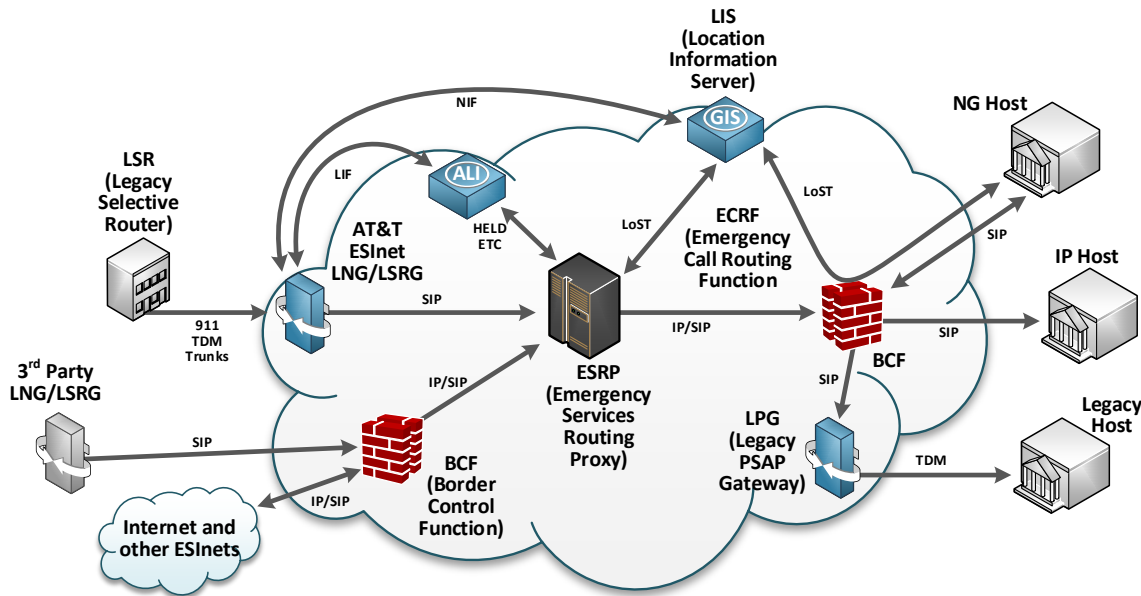 LIS
(Location
Information
Server)
NIF
GIS
NG Host
LSR
(Legacy
Selective
Router)
LIF
ALI
LoST
AT&T
ESInet
LNG/LSRG
HELD
ETC
LoST
ECRF
(Emergency
Call Routing
Function)
SIP
IP Host
SIP
911
TDM
Trunks
IP/SIP
SIP
BCF
3rd Party
LNG/LSRG
IP/SIP
ESRP
(Emergency
Services
Routing
Proxy)
SIP
Legacy
Host
LPG
(Legacy
PSAP
Gateway)
SIP
TDM
BCF
(Border
Control
Function)
IP/SIP
Internet and
other ESInets